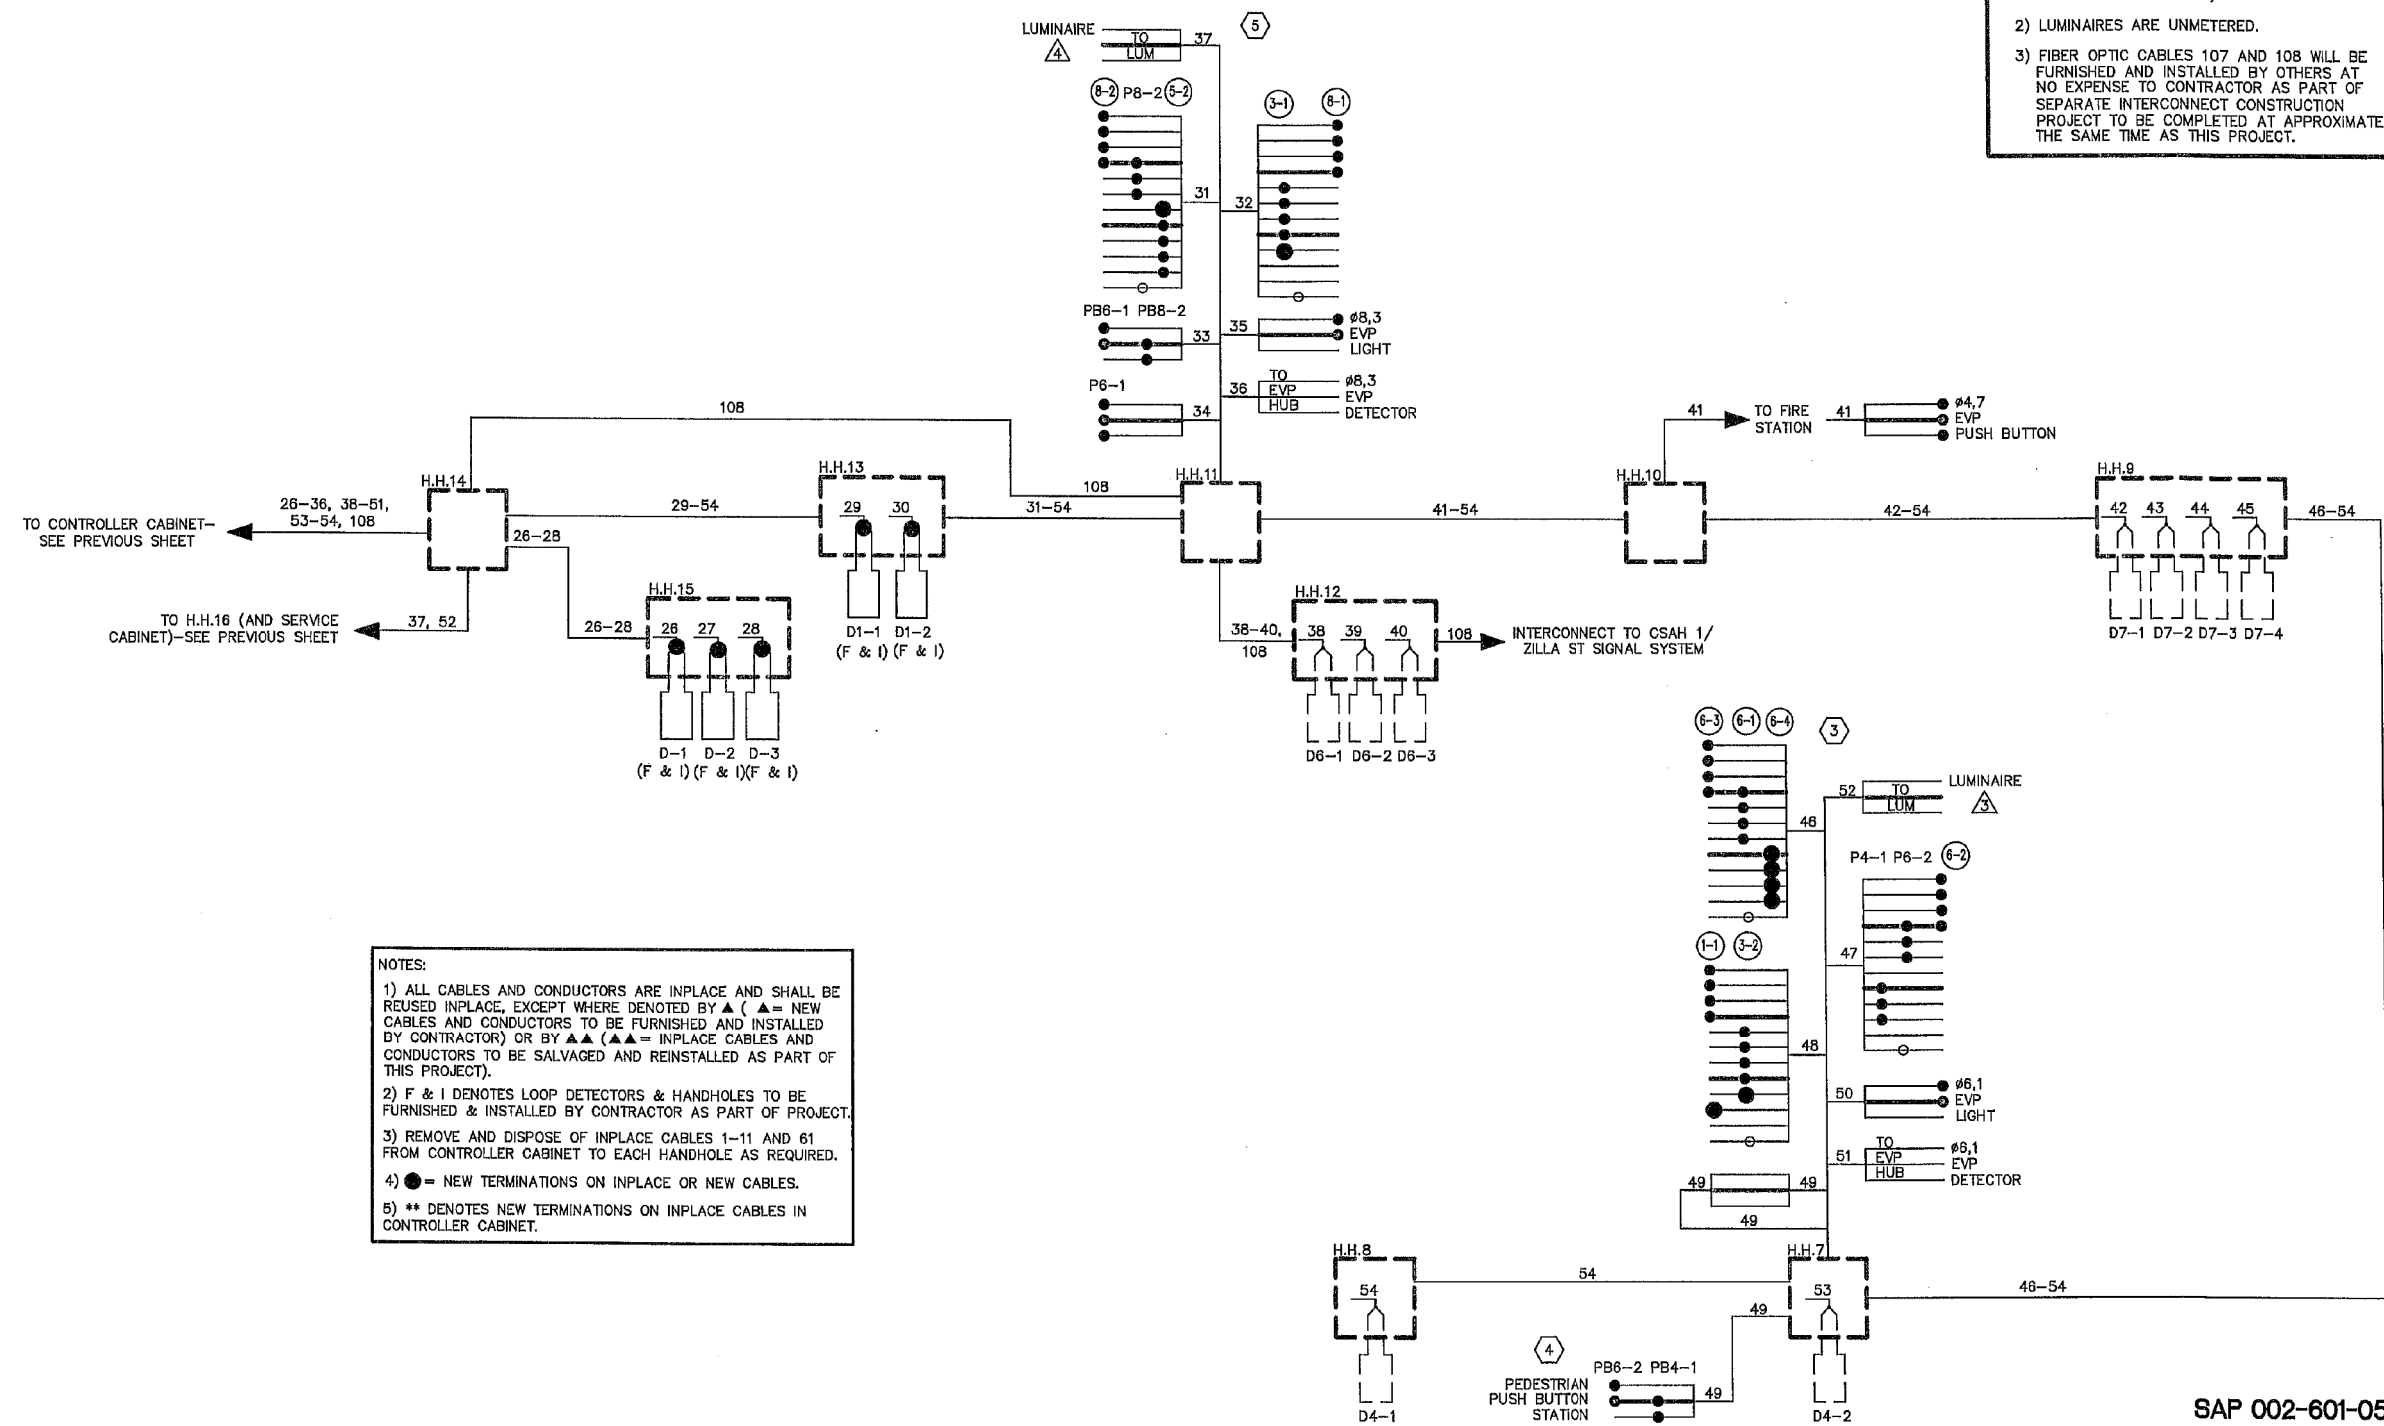 2) LUMINAIRES ARE UNMETERED.
3) FIBER OPTIC CABLES 107 AND 108 WILL BE
FURNISHED AND INSTALLED BY OTHERS AT
NO EXPENSE TO CONTRACTOR AS PART OF
SEPARATE INTERCONNECT CONSTRUCTION
PROJECT TO BE COMPLETED AT APPROXIMATE
THE SAME TIME AS THIS PROJECT.
LUMINAIRE
4
TO
LUM
37
5
8-2 P8-2 5-2
31
3-1 8-1
32
PB6-1 PB8-2
33
35
ø8,3
EVP
LIGHT
P6-1
34
36
TO
EVP
HUB
ø8,3
EVP
DETECTOR
108
41
TO FIRE
STATION
41
ø4,7
EVP
PUSH BUTTON
TO CONTROLLER CABINET-
SEE PREVIOUS SHEET
26-36, 38-51,
53-54, 108
H.H.14
29-54
26-28
H.H.13
29 30
D1-1 D1-2
(F & I) (F & I)
108
31-54
H.H.11
41-54
H.H.10
42-54
H.H.9
42 43 44 45
D7-1 D7-2 D7-3 D7-4
46-54
TO H.H.16 (AND SERVICE
CABINET)-SEE PREVIOUS SHEET
37, 52
26-28
H.H.15
26 27 28
D-1 D-2 D-3
(F & I) (F & I)(F & I)
38-40,
108
H.H.12
38 39 40
D6-1 D6-2 D6-3
108
INTERCONNECT TO CSAH 1/
ZILLA ST SIGNAL SYSTEM
6-3 6-1 6-4
3
46
52
TO
LUM
LUMINAIRE
3
P4-1 P6-2 6-2
47
1-1 3-2
48
50
ø6,1
EVP
LIGHT
51
TO
EVP
HUB
ø6,1
EVP
DETECTOR
49 49
49
H.H.8
54
D4-1
54
H.H.7
53
D4-2
46-54
49
4
PB6-2 PB4-1
PEDESTRIAN
PUSH BUTTON
STATION
49
NOTES:
1) ALL CABLES AND CONDUCTORS ARE INPLACE AND SHALL BE
REUSED INPLACE, EXCEPT WHERE DENOTED BY ▲ ( ▲= NEW
CABLES AND CONDUCTORS TO BE FURNISHED AND INSTALLED
BY CONTRACTOR) OR BY ▲▲ (▲▲= INPLACE CABLES AND
CONDUCTORS TO BE SALVAGED AND REINSTALLED AS PART OF
THIS PROJECT).
2) F & I DENOTES LOOP DETECTORS & HANDHOLES TO BE
FURNISHED & INSTALLED BY CONTRACTOR AS PART OF PROJECT.
3) REMOVE AND DISPOSE OF INPLACE CABLES 1-11 AND 61
FROM CONTROLLER CABINET TO EACH HANDHOLE AS REQUIRED.
4) ●= NEW TERMINATIONS ON INPLACE OR NEW CABLES.
5) ** DENOTES NEW TERMINATIONS ON INPLACE CABLES IN
CONTROLLER CABINET.
SAP 002-601-05